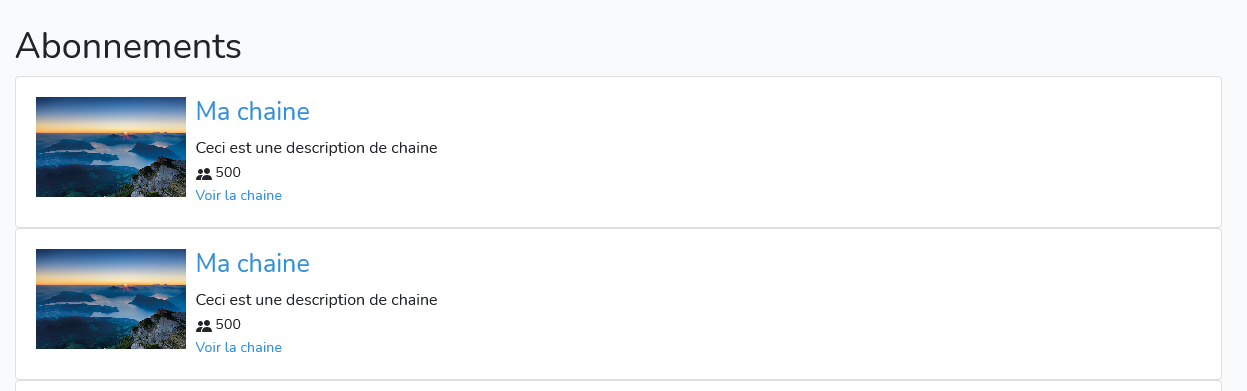 Abonnements
Ma chaine
Ceci est une description de chaine
500
Voir la chaine
Ma chaine
Ceci est une description de chaine
500
Voir la chaine